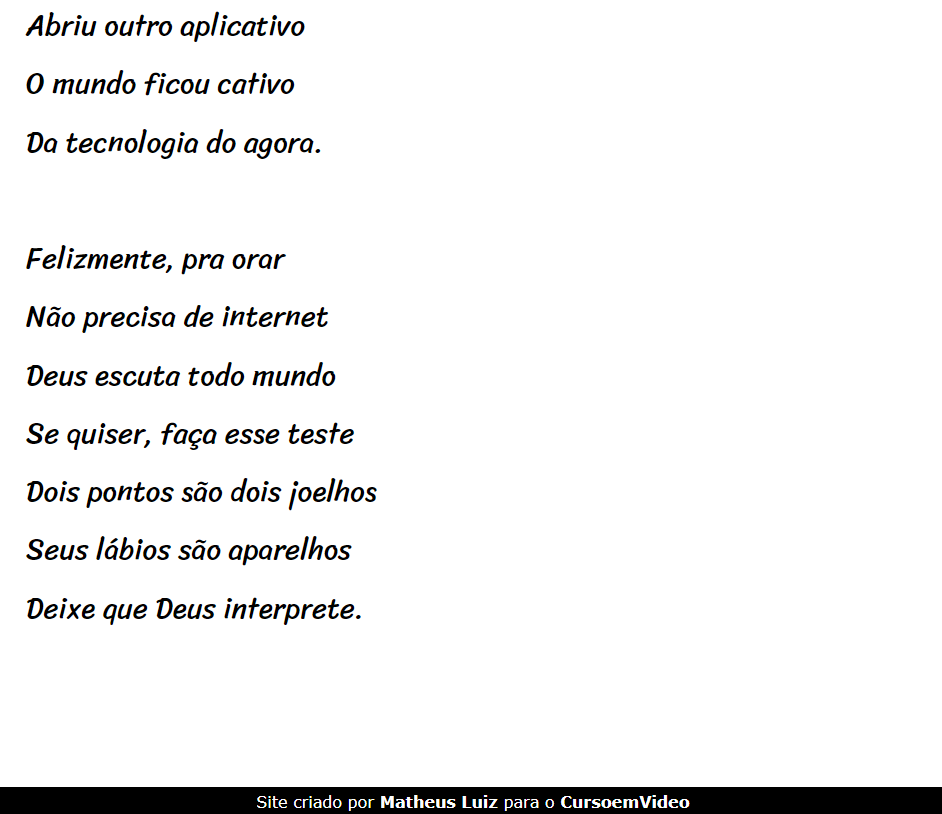 Abriu outro aplicativo
O mundo ficou cativo
Da tecnologia do agora.
Felizmente, pra orar
Não precisa de internet
Deus escuta todo mundo
Se quiser, faça esse teste
Dois pontos são dois joelhos
Seus lábios são aparelhos
Deixe que Deus interprete.
Site criado por Matheus Luiz para o CursoemVideo